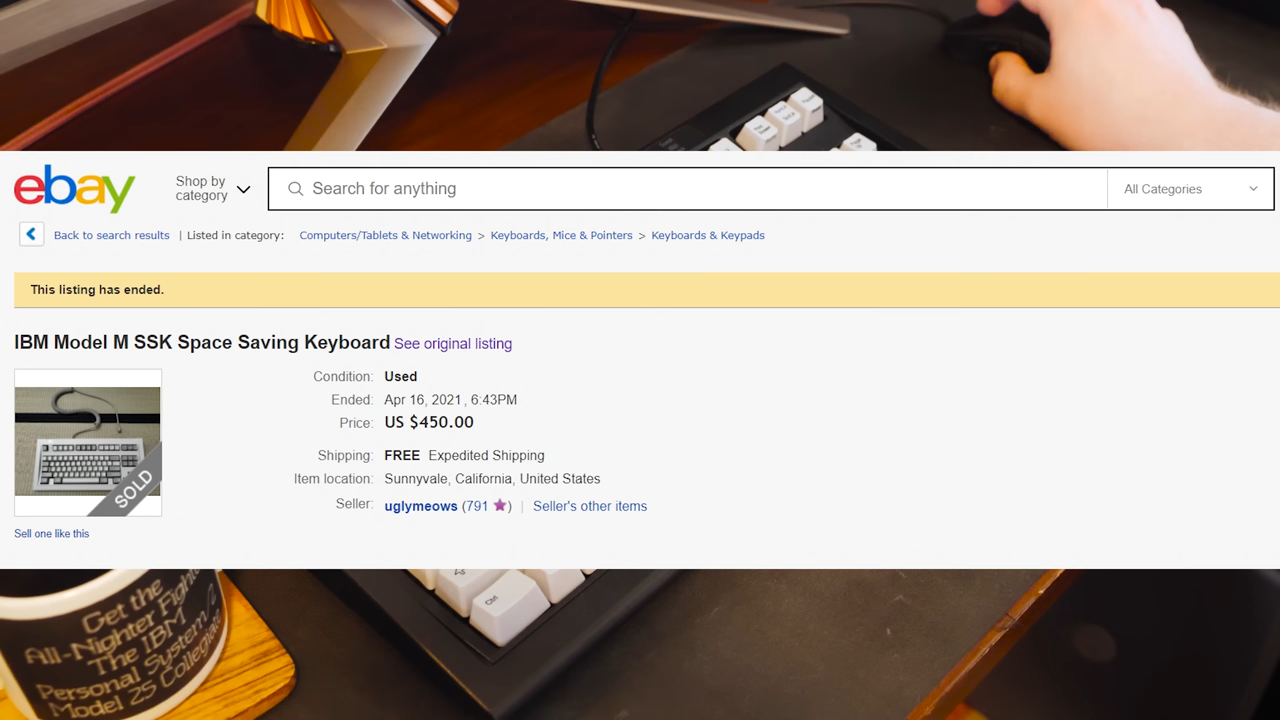 ebay
Shop by
category
Search for anything
All Categories
Back to search results | Listed in category: Computers/Tablets & Networking > Keyboards, Mice & Pointers > Keyboards & Keypads
This listing has ended.
IBM Model M SSK Space Saving Keyboard See original listing
Condition: Used
Ended: Apr 16, 2021, 6:43PM
Price: US $450.00
Shipping: FREE Expedited Shipping
Item location: Sunnyvale, California, United States
Seller: uglymeows (791 ★) | Seller's other items
SOLD
Sell one like this
Get the
All-Nighter
The IBM
Personal System/2
Model 25
Ctrl